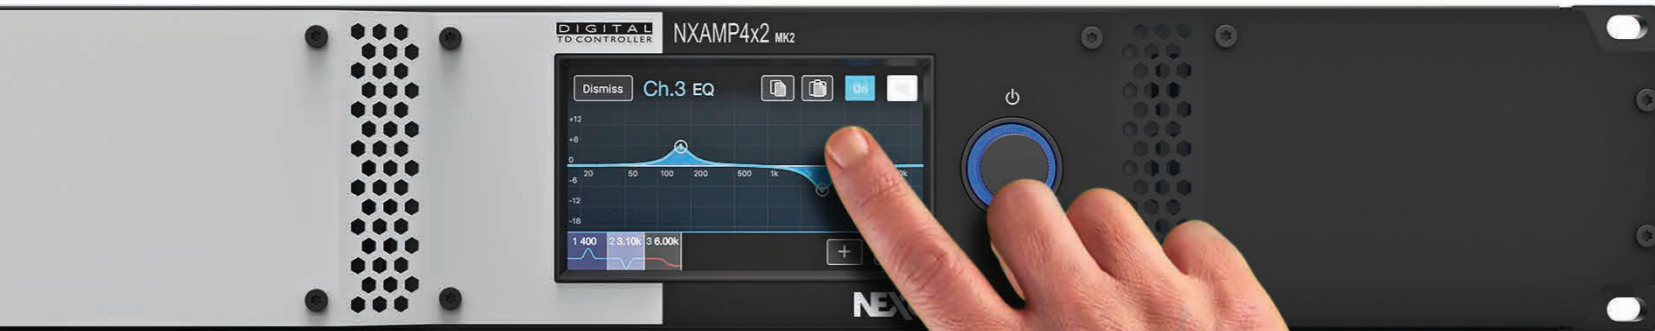 DIGITAL
TD CONTROLLER
NXAMP4x2 MK2
Dismiss
Ch.3 EQ
On
+12
+6
0
-6
-12
-18
20 50 100 200 500 1k
1 400
2 3.10k
3 6.00k
+